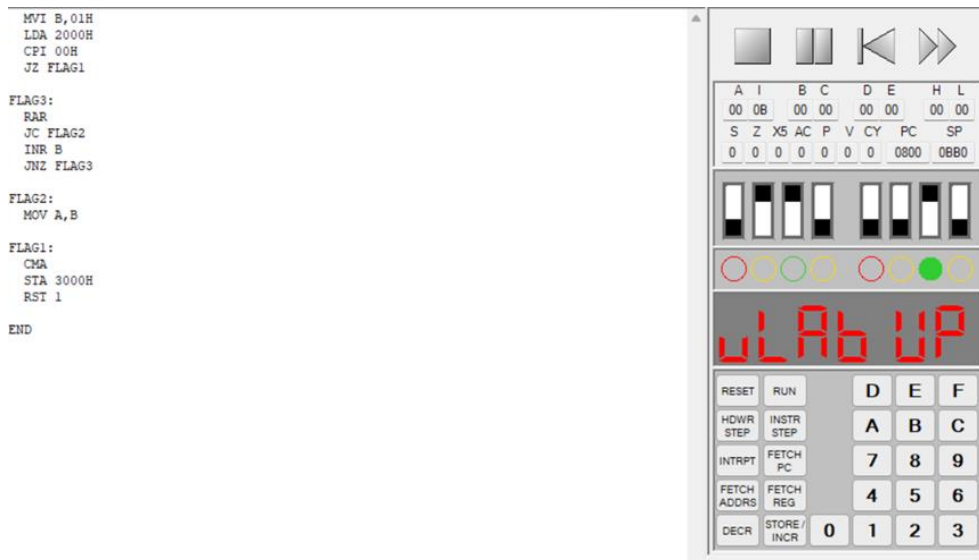 MVI B,01H
LDA 2000H
CPI 00H
JZ FLAG1
FLAG3:
RAR
JC FLAG2
INR B
JNZ FLAG3
FLAG2:
MOV A,B
FLAG1:
CMA
STA 3000H
RST 1
END
A I B C D E H L
00 0B 00 00 00 00 00 00
S Z X5 AC P V CY PC SP
0 0 0 0 0 0 0 0800 0BB0
uLAb UP
RESET RUN D E F
HDWR STEP INSTR STEP A B C
INTRPT FETCH PC 7 8 9
FETCH ADDRS FETCH REG 4 5 6
DECR STORE / INCR 0 1 2 3